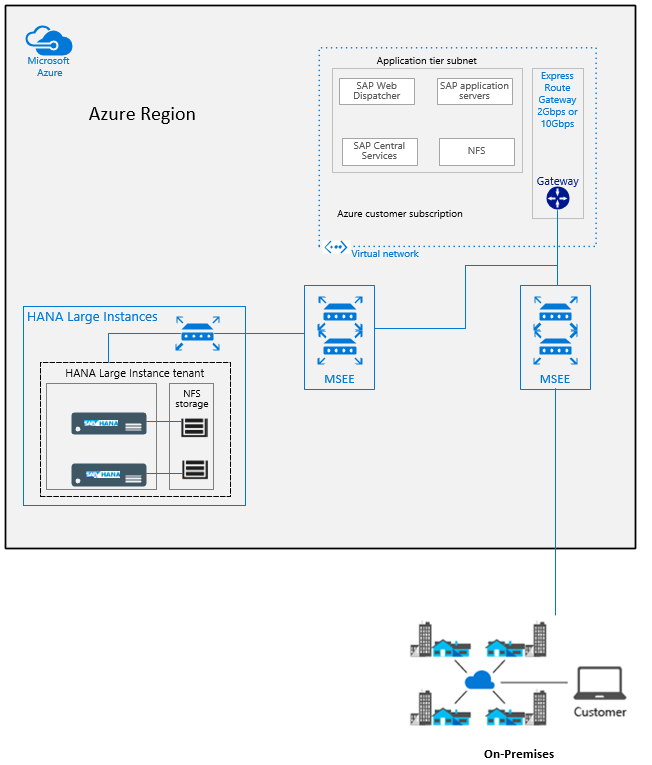 Microsoft
Azure
Azure Region
Application tier subnet
SAP Web
Dispatcher
SAP application
servers
SAP Central
Services
NFS
Express
Route
Gateway
2Gbps or
10Gbps
Gateway
Azure customer subscription
Virtual network
HANA Large Instances
MSEE
MSEE
HANA Large Instance tenant
NFS
storage
SAP HANA
SAP HANA
Customer
On-Premises